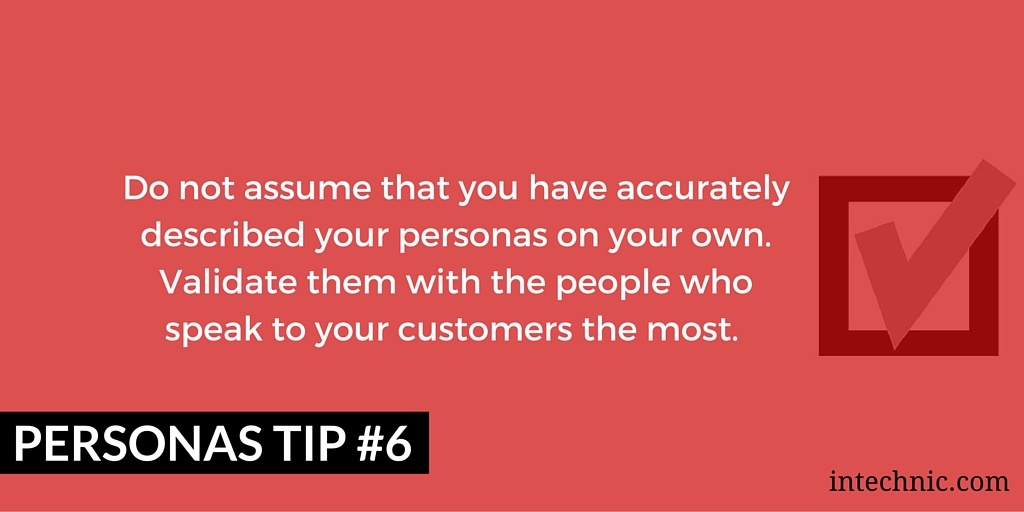 Do not assume that you have accurately
described your personas on your own.
Validate them with the people who
speak to your customers the most.
PERSONAS TIP #6
intechnic.com